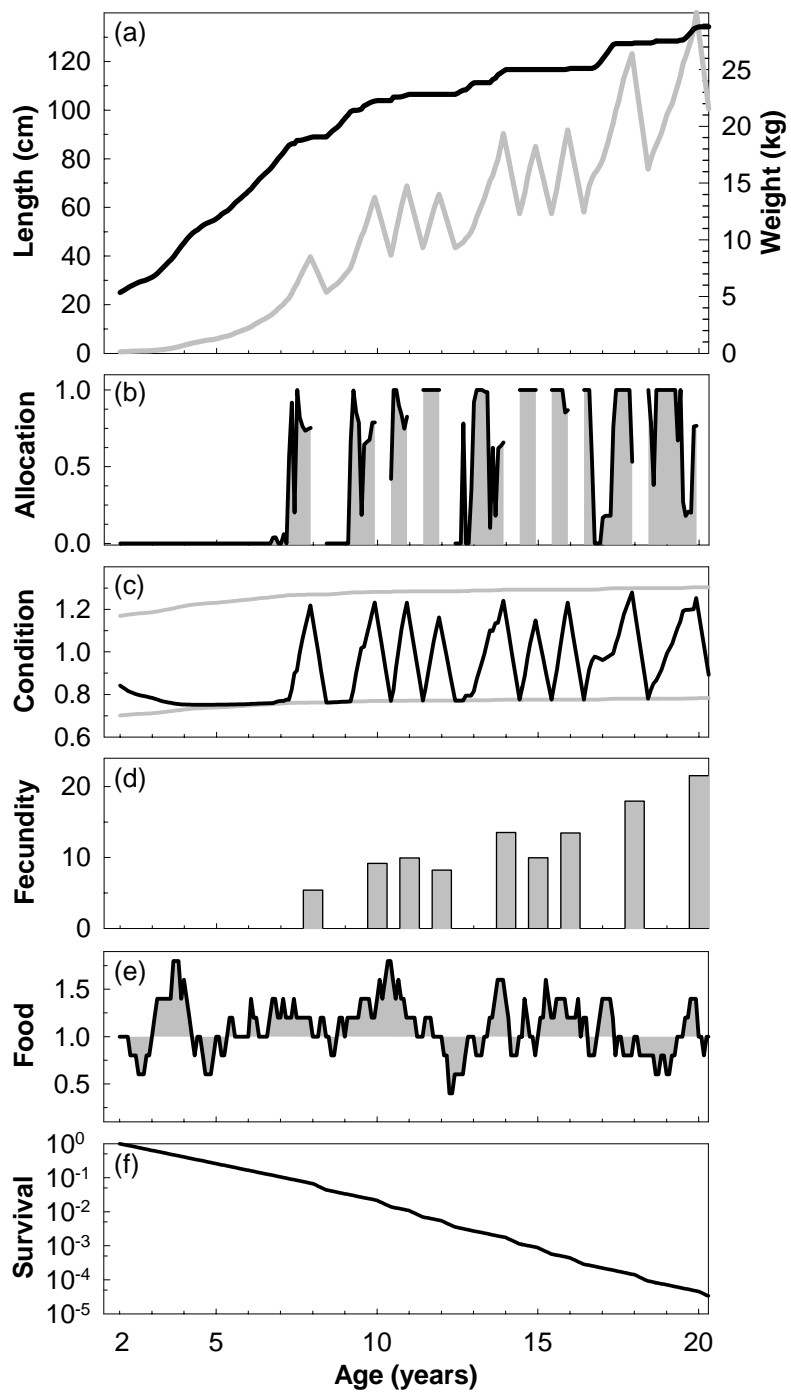 (a)
Length (cm)
120
100
80
60
40
20
0
Weight (kg)
25
20
15
10
5
0
(b)
Allocation
1.0
0.5
0.0
(c)
Condition
1.2
1.0
0.8
0.6
(d)
Fecundity
20
10
0
(e)
Food
1.5
1.0
0.5
(f)
Survival
10⁰
10⁻¹
10⁻²
10⁻³
10⁻⁴
10⁻⁵
2 5 10 15 20
Age (years)